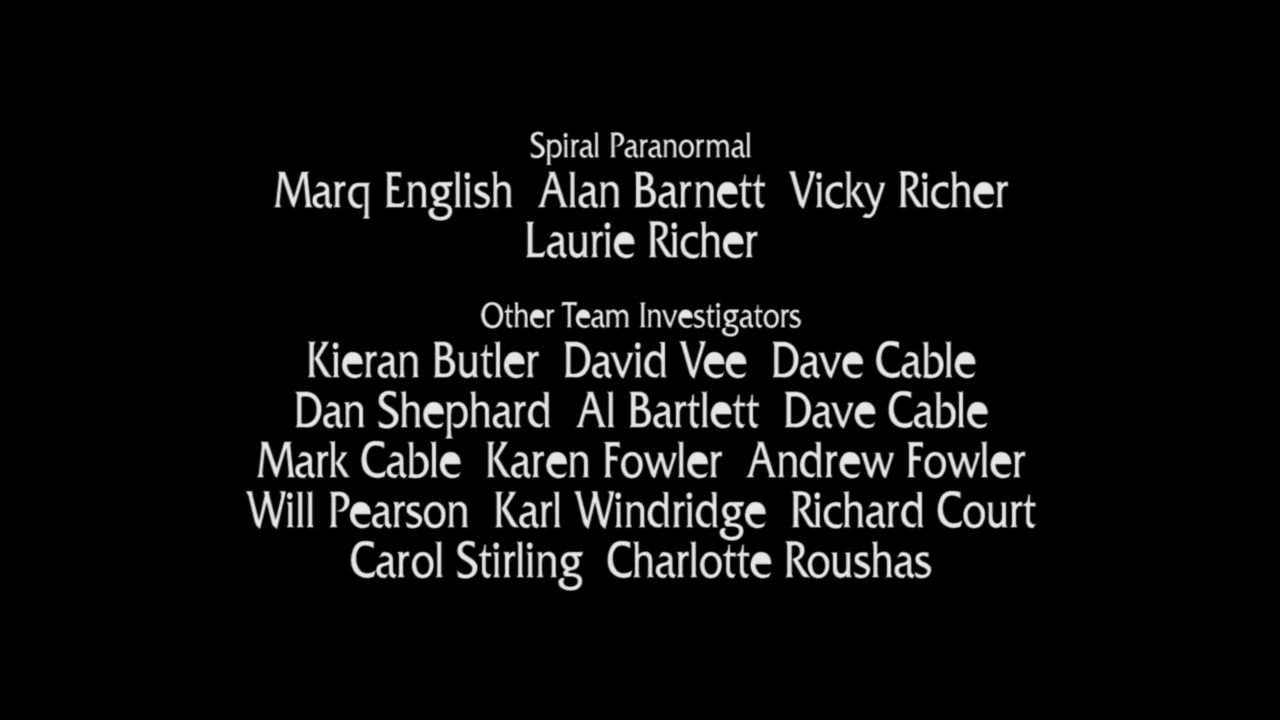 Spiral Paranormal
Marq English Alan Barnett Vicky Richer
Laurie Richer
Other Team Investigators
Kieran Butler David Vee Dave Cable
Dan Shephard Al Bartlett Dave Cable
Mark Cable Karen Fowler Andrew Fowler
Will Pearson Karl Windridge Richard Court
Carol Stirling Charlotte Roushas